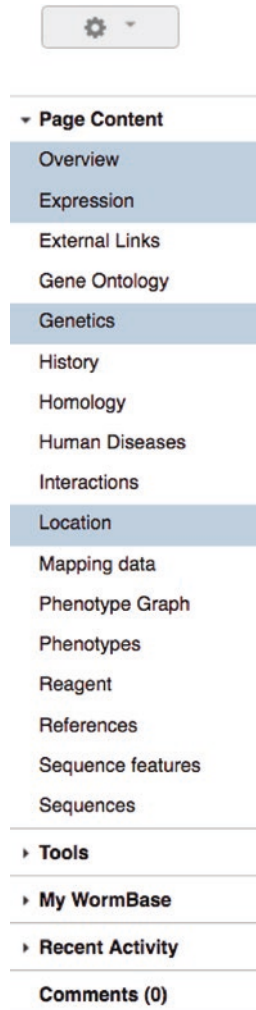 Page Content
Overview
Expression
External Links
Gene Ontology
Genetics
History
Homology
Human Diseases
Interactions
Location
Mapping data
Phenotype Graph
Phenotypes
Reagent
References
Sequence features
Sequences
Tools
My WormBase
Recent Activity
Comments (0)